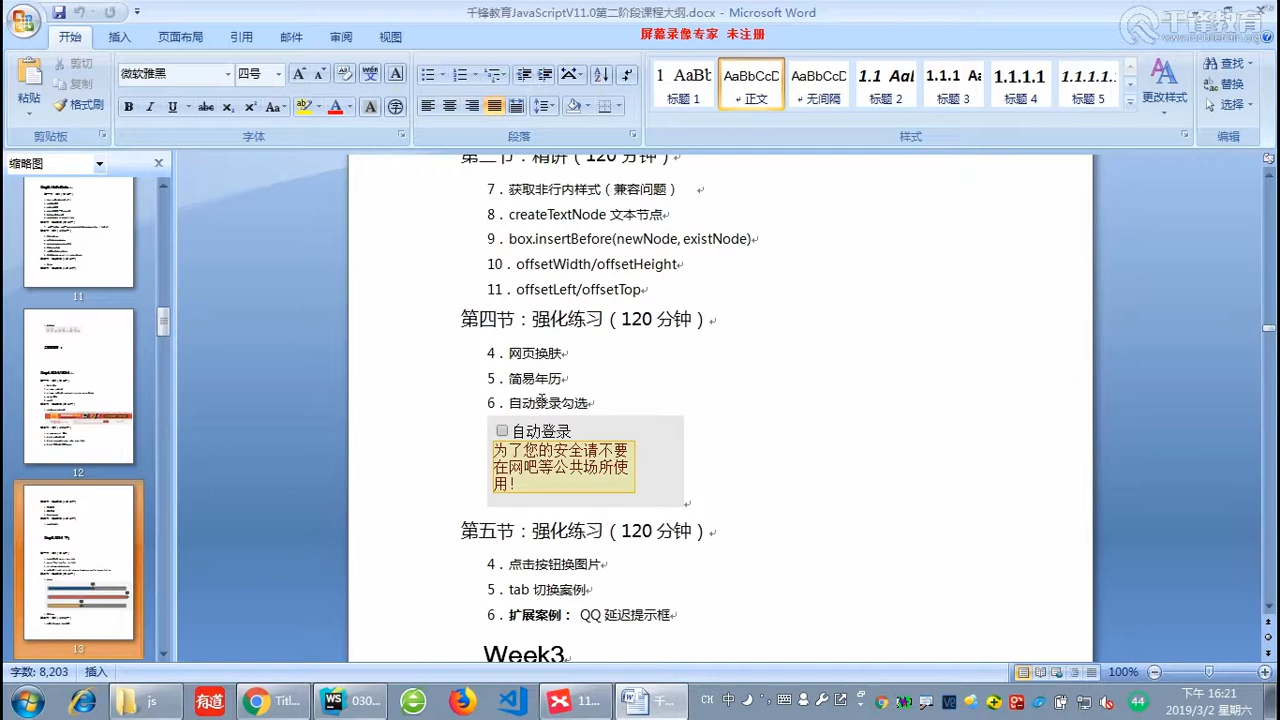 千锋教育JavaScriptV11.0第二阶段课程大纲.docx - Microsoft Word
屏幕录像专家 未注册
千锋教育
开始 插入 页面布局 引用 邮件 审阅 视图
粘贴
剪切
复制
格式刷
剪贴板
微软雅黑 四号
字体
段落
1 AaBb AaBbCcD AaBbCcD 1.1 AaI 1.1.1 Aa 1.1.1.1 1.1.1.1.
标题 1 正文 无间隔 标题 2 标题 3 标题 4 标题 5
更改样式
样式
查找
替换
选择
编辑
缩略图
11
12
13
7．获取非行内样式（兼容问题）
8．createTextNode 文本节点
9．box.insertBefore(newNode, existNode)
10．offsetWidth/offsetHeight
11．offsetLeft/offsetTop
第四节：强化练习（120 分钟）
4．网页换肤
5．简易年历
6．自动登录勾选
自动登录
为了您的安全请不要
在网吧等公共场所使
用！
第五节：强化练习（120 分钟）
4．点击按钮换图片
5．tab 切换案例
6．扩展案例： QQ 延迟提示框
Week3
字数: 8,203 插入
100%
js
有道
Titl...
030...
11...
千...
CH 中
44
下午 16:21
2019/3/2 星期六